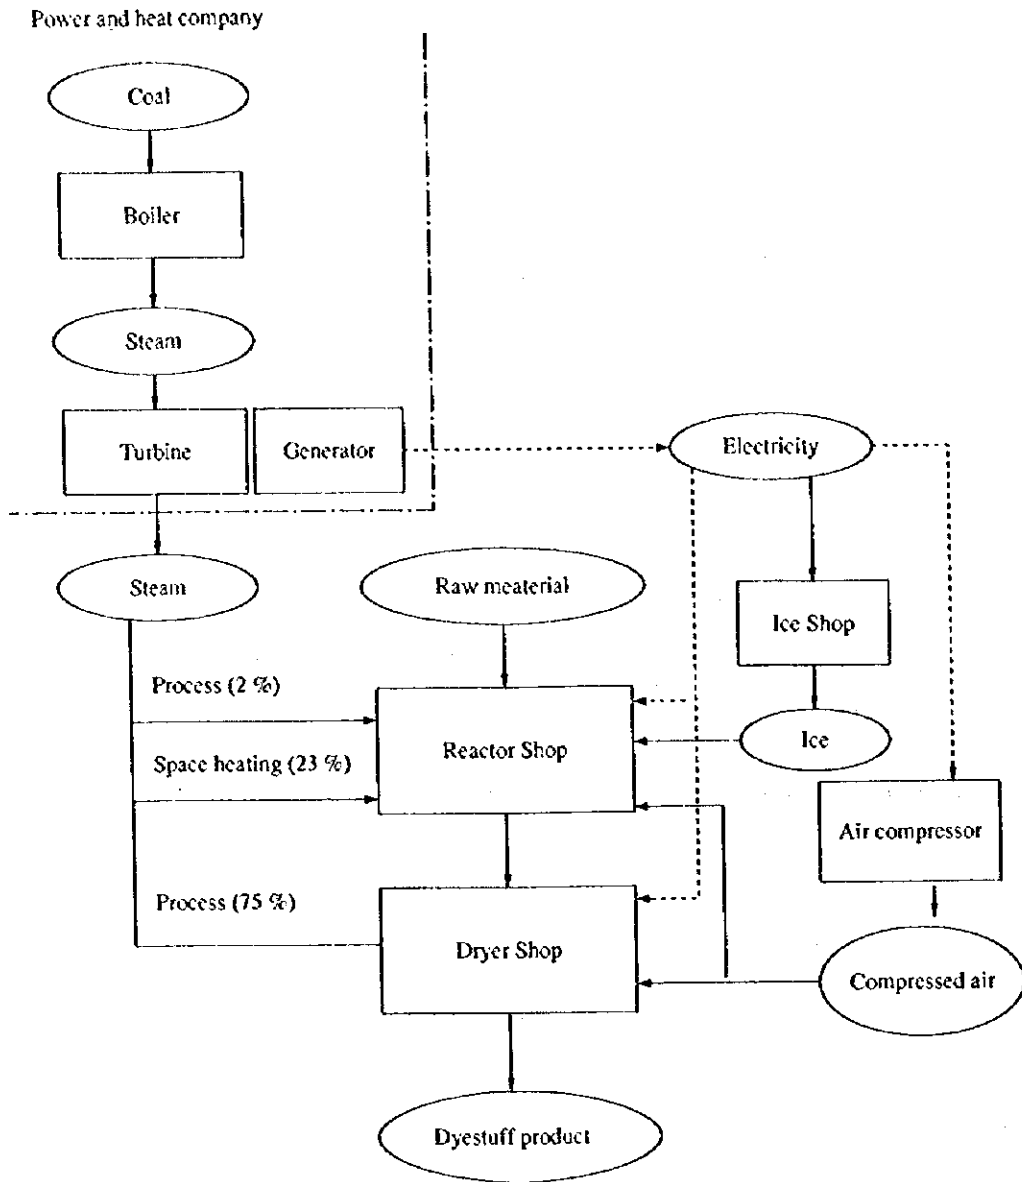 Power and heat company
Coal
Boiler
Steam
Turbine
Generator
Electricity
Steam
Raw meaterial
Ice Shop
Process (2 %)
Reactor Shop
Ice
Space heating (23 %)
Air compressor
Process (75 %)
Dryer Shop
Compressed air
Dyestuff product